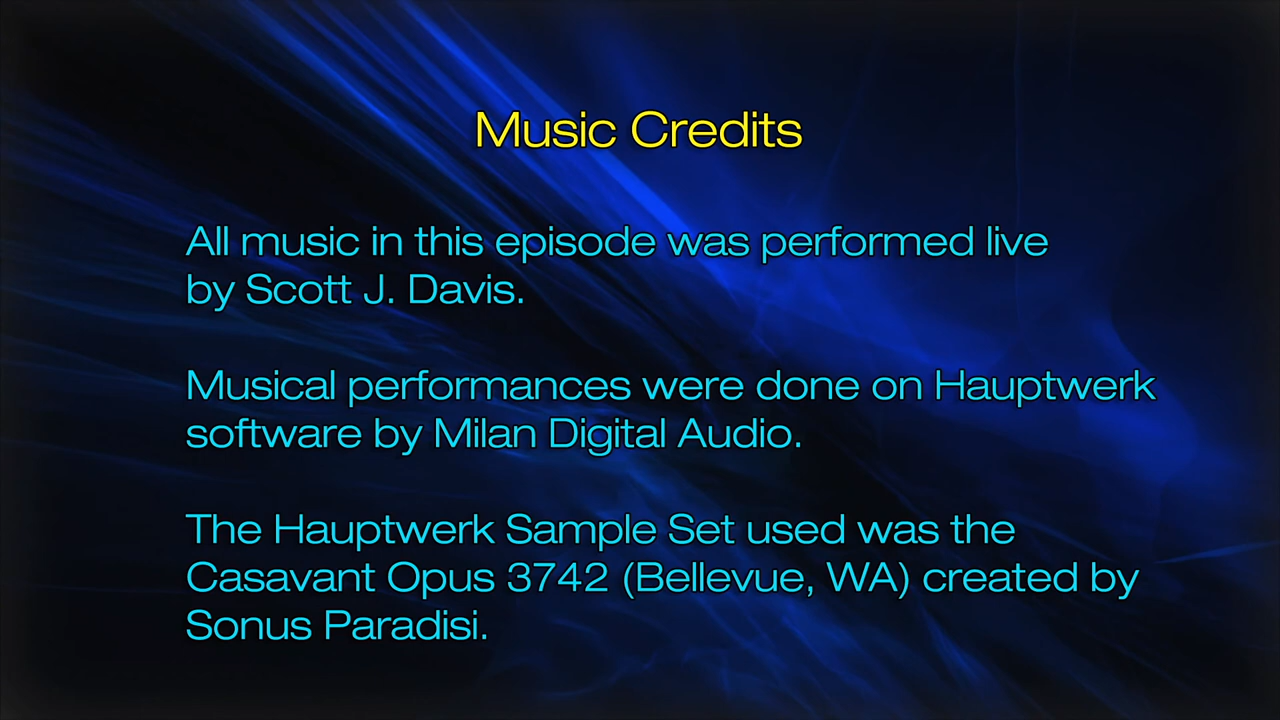 Music Credits
All music in this episode was performed live
by Scott J. Davis.
Musical performances were done on Hauptwerk
software by Milan Digital Audio.
The Hauptwerk Sample Set used was the
Casavant Opus 3742 (Bellevue, WA) created by
Sonus Paradisi.